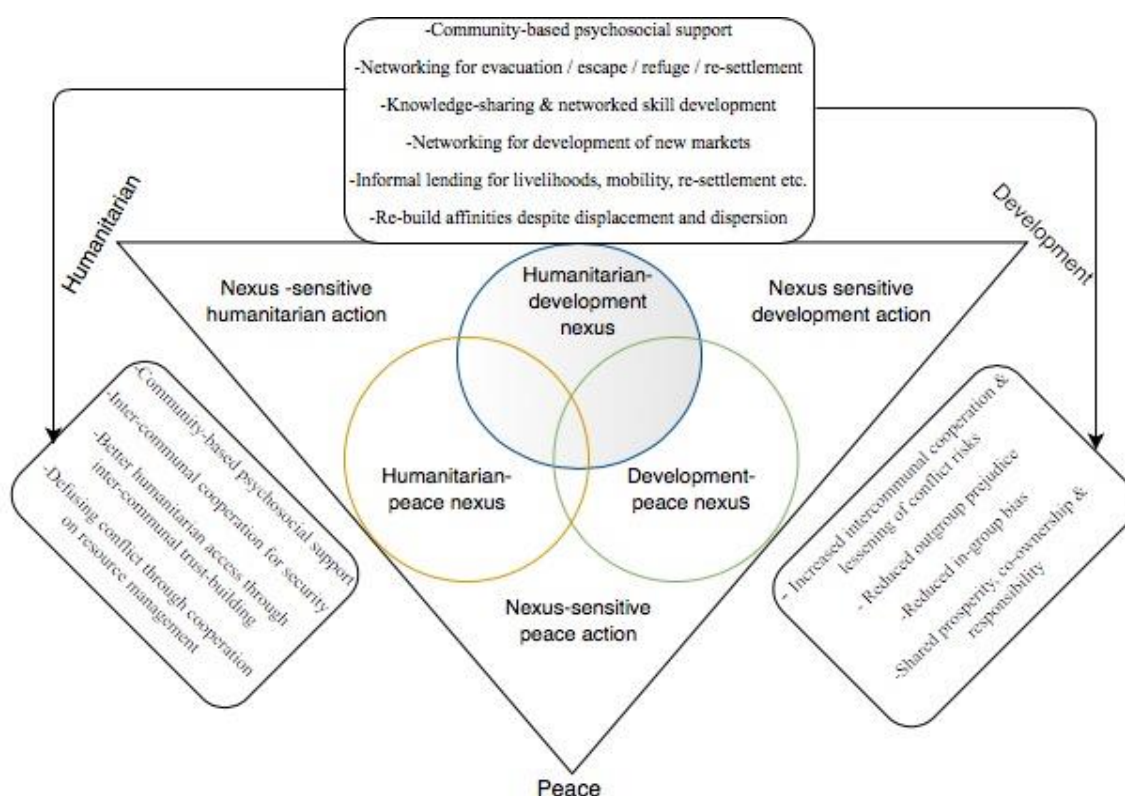 -Community-based psychosocial support
-Networking for evacuation / escape / refuge / re-settlement
-Knowledge-sharing & networked skill development
-Networking for development of new markets
-Informal lending for livelihoods, mobility, re-settlement etc.
-Re-build affinities despite displacement and dispersion
Humanitarian
Development
Nexus -sensitive
humanitarian action
Humanitarian-
development
nexus
Nexus sensitive
development action
Humanitarian-
peace nexus
Development-
peace nexus
Nexus-sensitive
peace action
-Community-based psychosocial support
-Inter-communal cooperation for security
-Better humanitarian access through
inter-communal trust-building
-Defusing conflict through cooperation
on resource management
- Increased intercommunal cooperation &
lessening of conflict risks
- Reduced outgroup prejudice
-Reduced in-group bias
-Shared prosperity, co-ownership &
responsibility
Peace